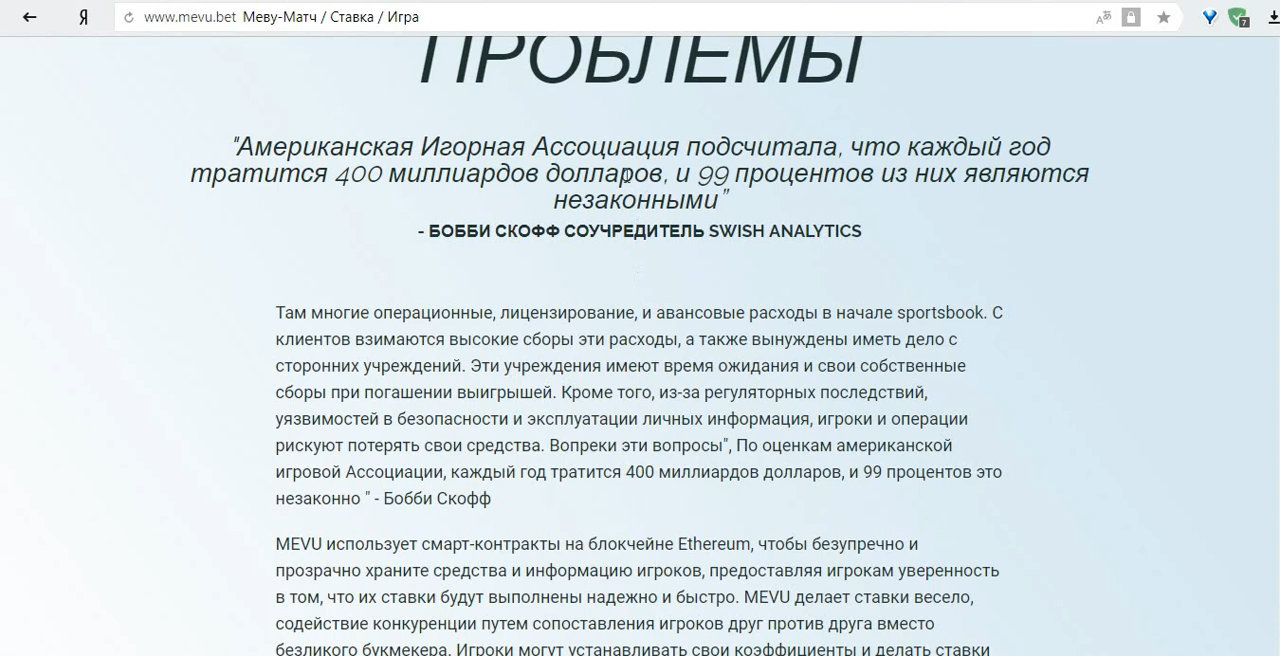 Я www.mevu.bet Меву-Матч / Ставка / Игра 7
ПРОБЛЕМЫ
"Американская Игорная Ассоциация подсчитала, что каждый год
тратится 400 миллиардов долларов, и 99 процентов из них являются
незаконными"
- БОББИ СКОФФ СОУЧРЕДИТЕЛЬ SWISH ANALYTICS
Там многие операционные, лицензирование, и авансовые расходы в начале sportsbook. С
клиентов взимаются высокие сборы эти расходы, а также вынуждены иметь дело с
сторонних учреждений. Эти учреждения имеют время ожидания и свои собственные
сборы при погашении выигрышей. Кроме того, из-за регуляторных последствий,
уязвимостей в безопасности и эксплуатации личных информация, игроки и операции
рискуют потерять свои средства. Вопреки эти вопросы", По оценкам американской
игровой Ассоциации, каждый год тратится 400 миллиардов долларов, и 99 процентов это
незаконно " - Бобби Скофф
MEVU использует смарт-контракты на блокчейне Ethereum, чтобы безупречно и
прозрачно храните средства и информацию игроков, предоставляя игрокам уверенность
в том, что их ставки будут выполнены надежно и быстро. MEVU делает ставки весело,
содействие конкуренции путем сопоставления игроков друг против друга вместо
безликого букмекера. Игроки могут устанавливать свои коэффициенты и делать ставки